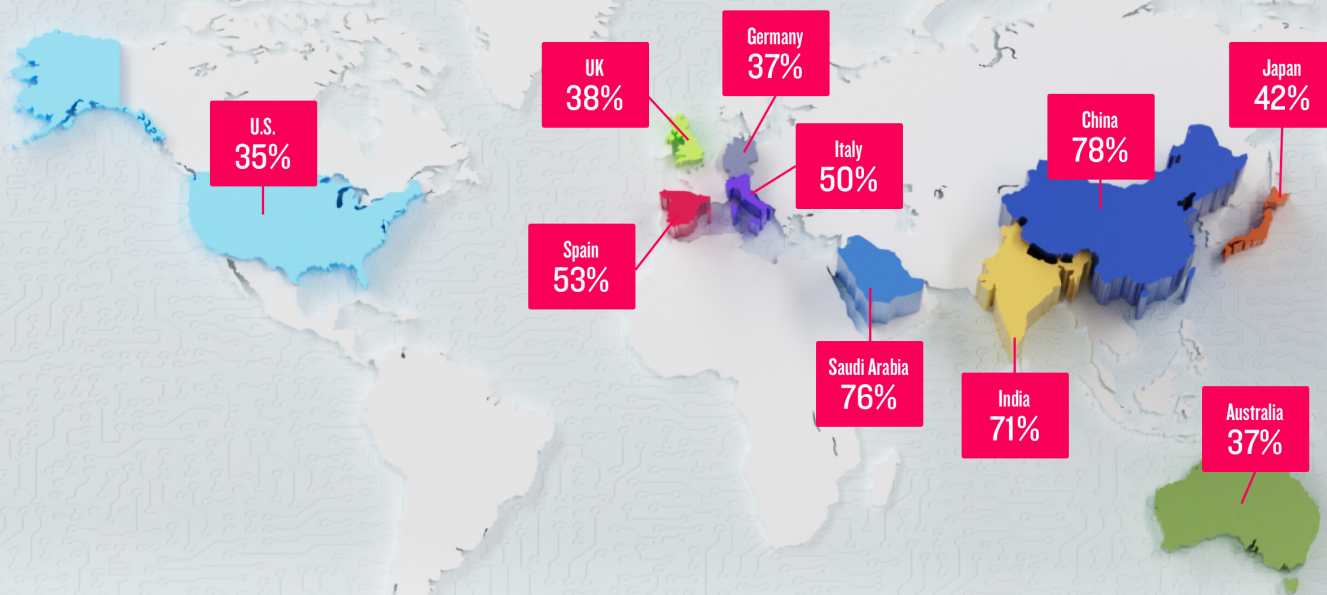 Germany
37%
UK
38%
Japan
42%
U.S.
35%
China
78%
Italy
50%
Spain
53%
Saudi Arabia
76%
India
71%
Australia
37%